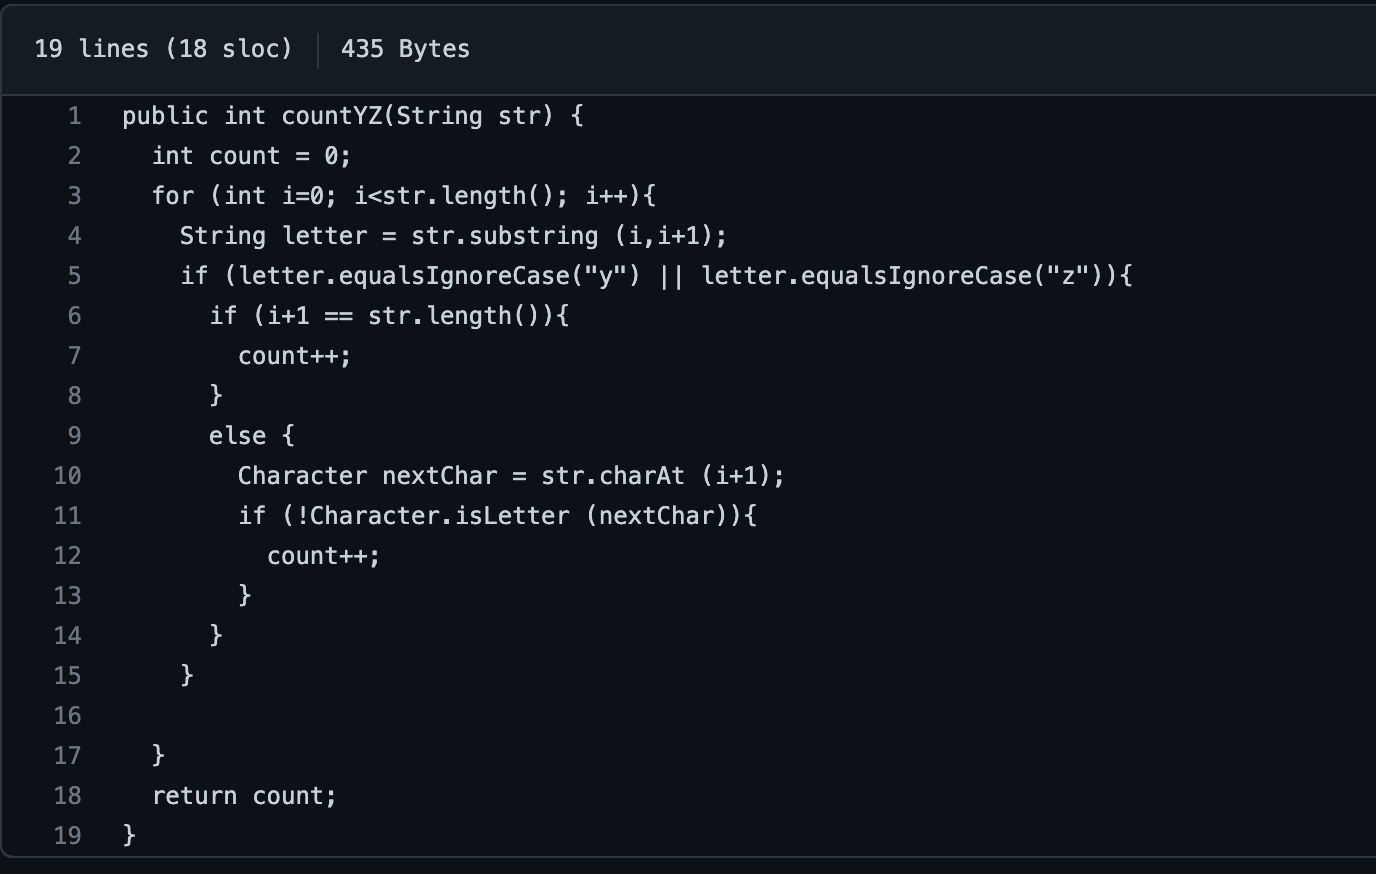 19 lines (18 sloc) | 435 Bytes
1 public int countYZ(String str) {
2   int count = 0;
3   for (int i=0; i<str.length(); i++){
4     String letter = str.substring (i,i+1);
5     if (letter.equalsIgnoreCase("y") || letter.equalsIgnoreCase("z")){
6       if (i+1 == str.length()){
7         count++;
8       }
9       else {
10         Character nextChar = str.charAt (i+1);
11         if (!Character.isLetter (nextChar)){
12           count++;
13         }
14       }
15     }
16
17   }
18   return count;
19 }